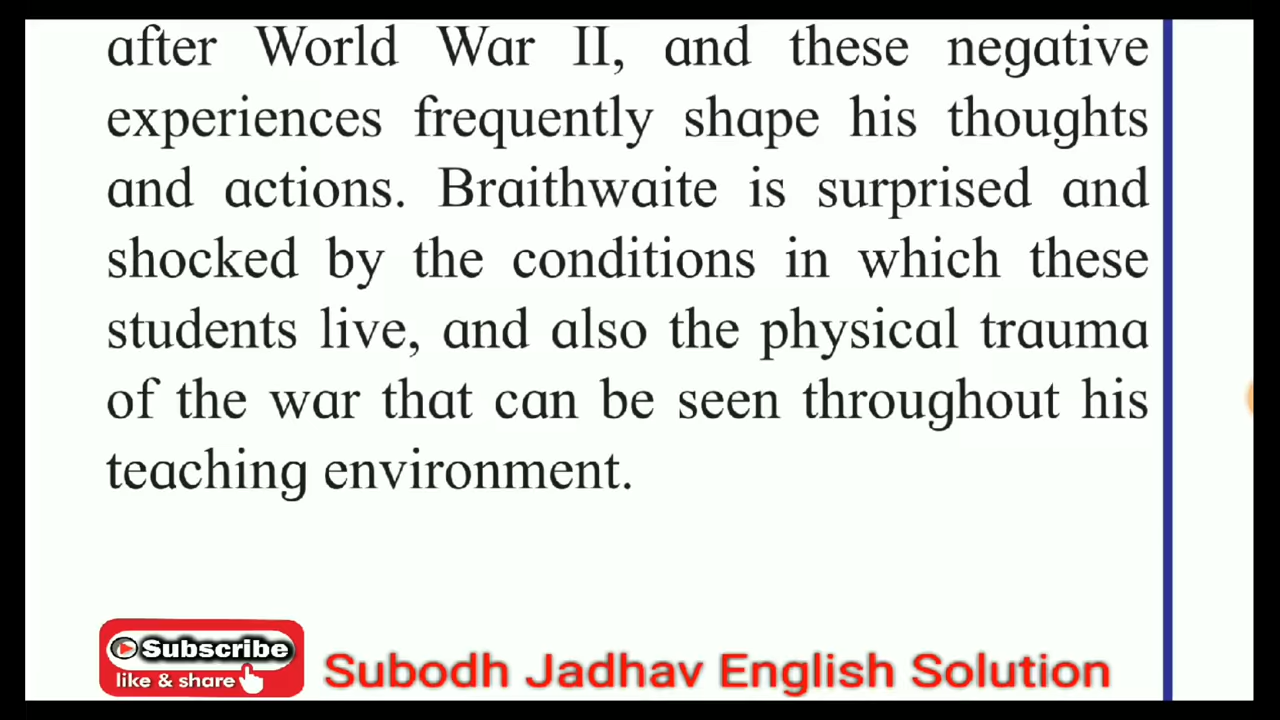 after World War II, and these negative
experiences frequently shape his thoughts
and actions. Braithwaite is surprised and
shocked by the conditions in which these
students live, and also the physical trauma
of the war that can be seen throughout his
teaching environment.
Subscribe
like & share
Subodh Jadhav English Solution